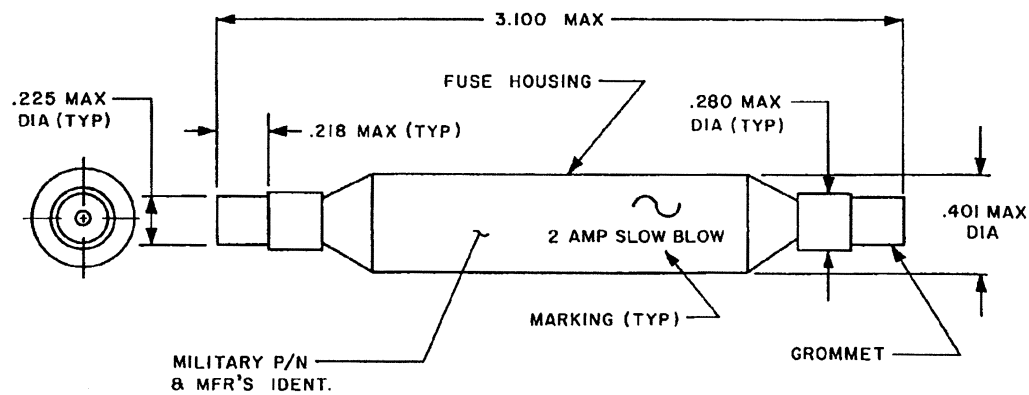 3.100 MAX
FUSE HOUSING
.225 MAX
DIA (TYP)
.218 MAX (TYP)
.280 MAX
DIA (TYP)
.401 MAX
DIA
2 AMP SLOW BLOW
MARKING (TYP)
GROMMET
MILITARY P/N
& MFR'S IDENT.